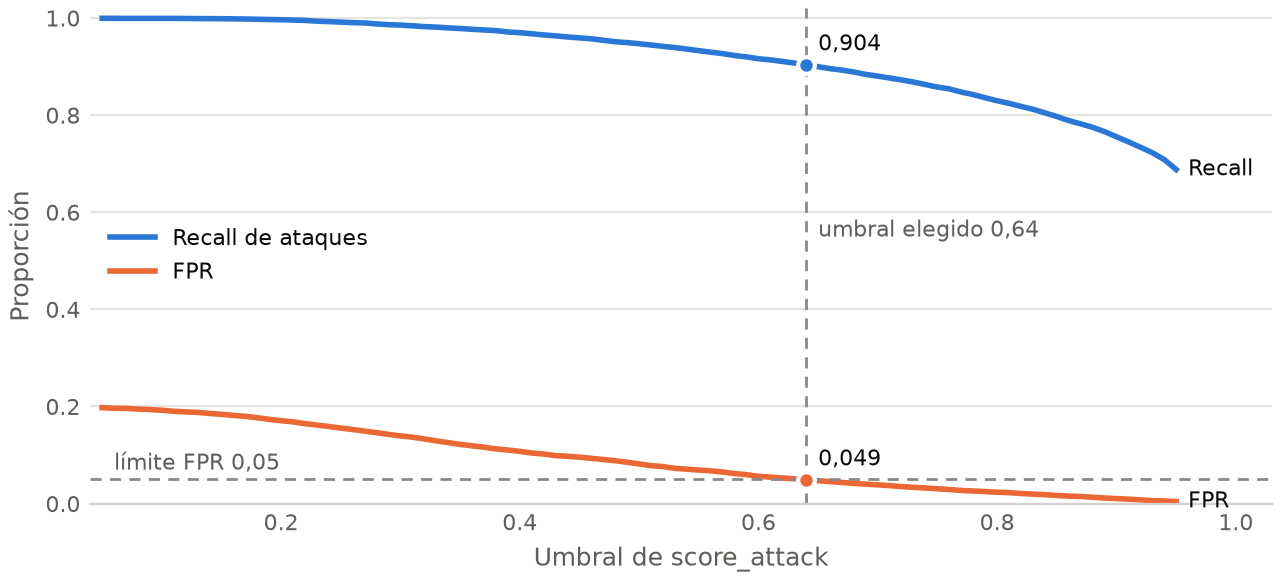 1.0
0,904
0.8
Recall
0.6
umbral elegido 0,64
Recall de ataques
FPR
Proporción
0.4
0.2
límite FPR 0,05
0,049
FPR
0.0
0.2
0.4
0.6
0.8
1.0
Umbral de score_attack